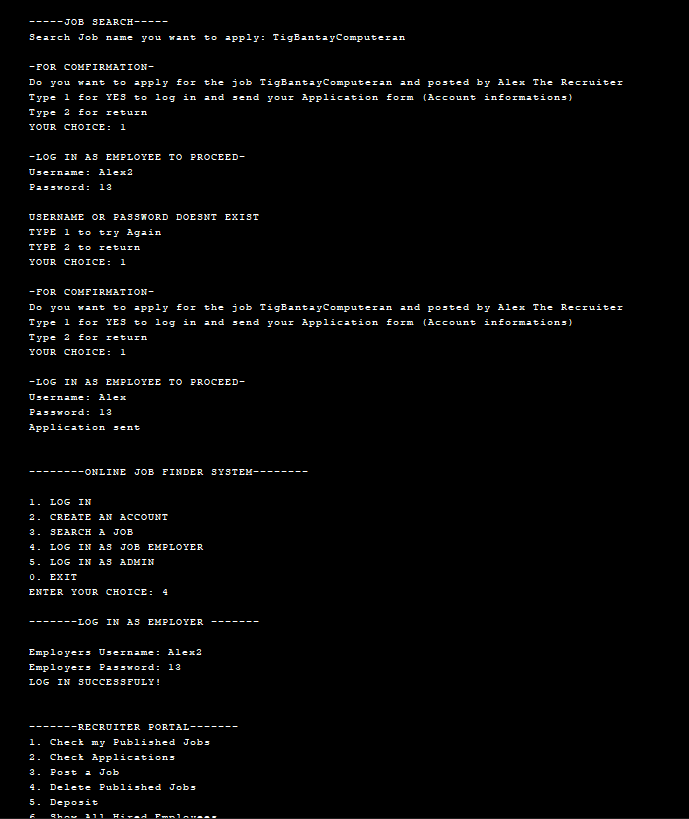 -----JOB SEARCH-----
Search Job name you want to apply: TigBantayComputeran
-FOR COMFIRMATION-
Do you want to apply for the job TigBantayComputeran and posted by Alex The Recruiter
Type 1 for YES to log in and send your Application form (Account informations)
Type 2 for return
YOUR CHOICE: 1
-LOG IN AS EMPLOYEE TO PROCEED-
Username: Alex2
Password: 13
USERNAME OR PASSWORD DOESNT EXIST
TYPE 1 to try Again
TYPE 2 to return
YOUR CHOICE: 1
-FOR COMFIRMATION-
Do you want to apply for the job TigBantayComputeran and posted by Alex The Recruiter
Type 1 for YES to log in and send your Application form (Account informations)
Type 2 for return
YOUR CHOICE: 1
-LOG IN AS EMPLOYEE TO PROCEED-
Username: Alex
Password: 13
Application sent
--------ONLINE JOB FINDER SYSTEM--------
1. LOG IN
2. CREATE AN ACCOUNT
3. SEARCH A JOB
4. LOG IN AS JOB EMPLOYER
5. LOG IN AS ADMIN
0. EXIT
ENTER YOUR CHOICE: 4
-------LOG IN AS EMPLOYER -------
Employers Username: Alex2
Employers Password: 13
LOG IN SUCCESSFULY!
-------RECRUITER PORTAL-------
1. Check my Published Jobs
2. Check Applications
3. Post a Job
4. Delete Published Jobs
5. Deposit
6. Show All Hired Employees